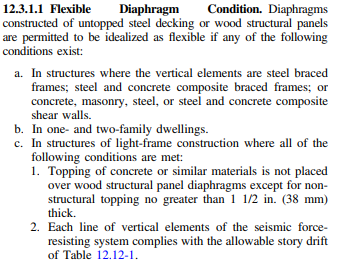 12.3.1.1 Flexible Diaphragm Condition. Diaphragms
constructed of untopped steel decking or wood structural panels
are permitted to be idealized as flexible if any of the following
conditions exist:
a. In structures where the vertical elements are steel braced
frames; steel and concrete composite braced frames; or
concrete, masonry, steel, or steel and concrete composite
shear walls.
b. In one- and two-family dwellings.
c. In structures of light-frame construction where all of the
following conditions are met:
1. Topping of concrete or similar materials is not placed
over wood structural panel diaphragms except for non-
structural topping no greater than 1 1/2 in. (38 mm)
thick.
2. Each line of vertical elements of the seismic force-
resisting system complies with the allowable story drift
of Table 12.12-1.